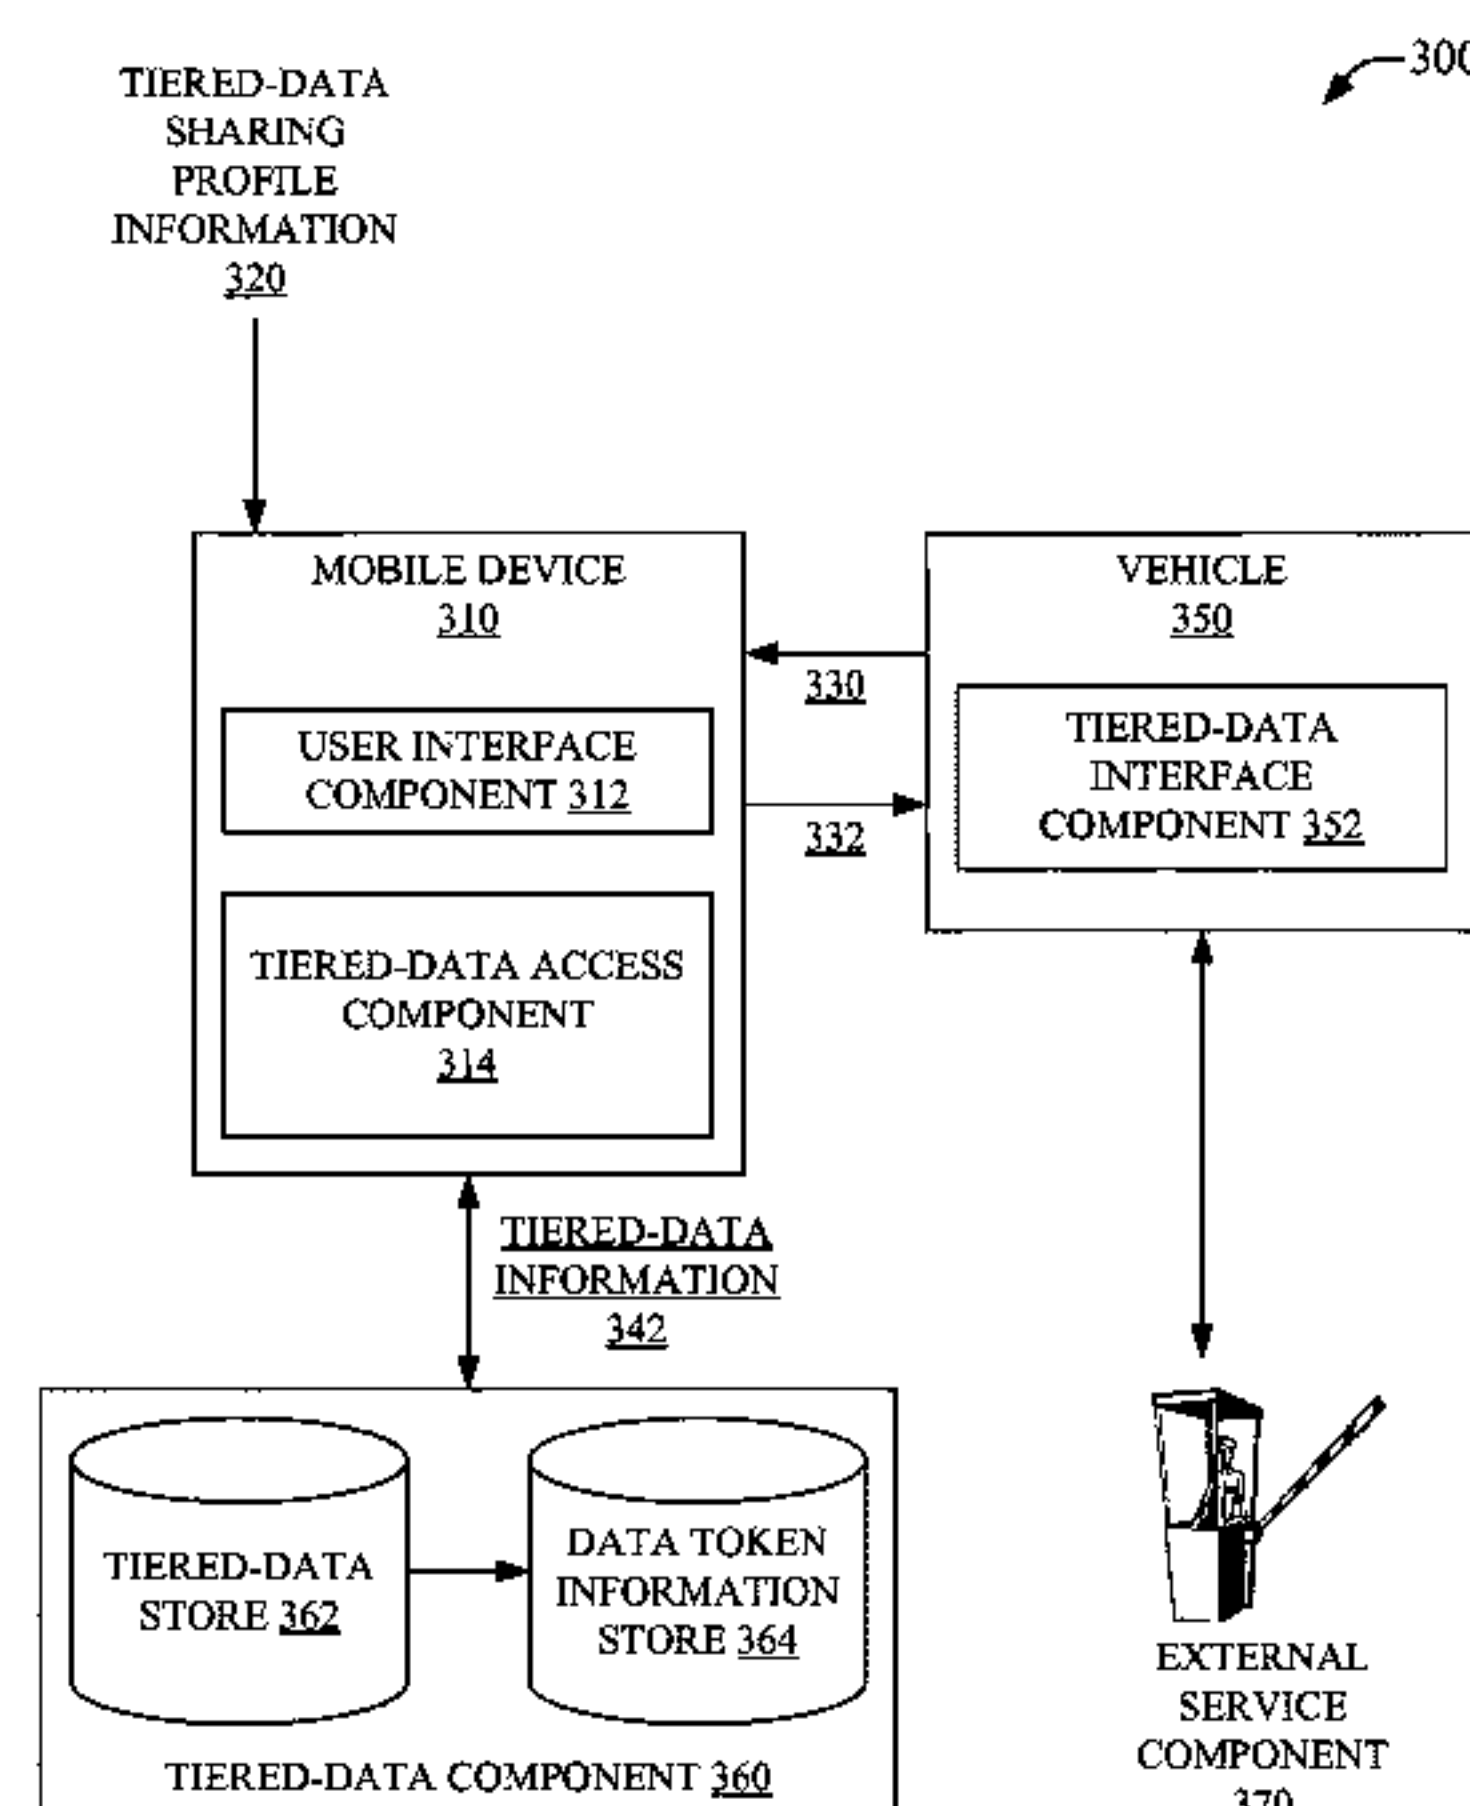 300
TIERED-DATA
SHARING
PROFILE
INFORMATION
320
MOBILE DEVICE
310
USER INTERFACE
COMPONENT 312
TIERED-DATA ACCESS
COMPONENT
314
330
332
VEHICLE
350
TIERED-DATA
INTERFACE
COMPONENT 352
TIERED-DATA
INFORMATION
342
TIERED-DATA
STORE 362
DATA TOKEN
INFORMATION
STORE 364
TIERED-DATA COMPONENT 360
EXTERNAL
SERVICE
COMPONENT
370